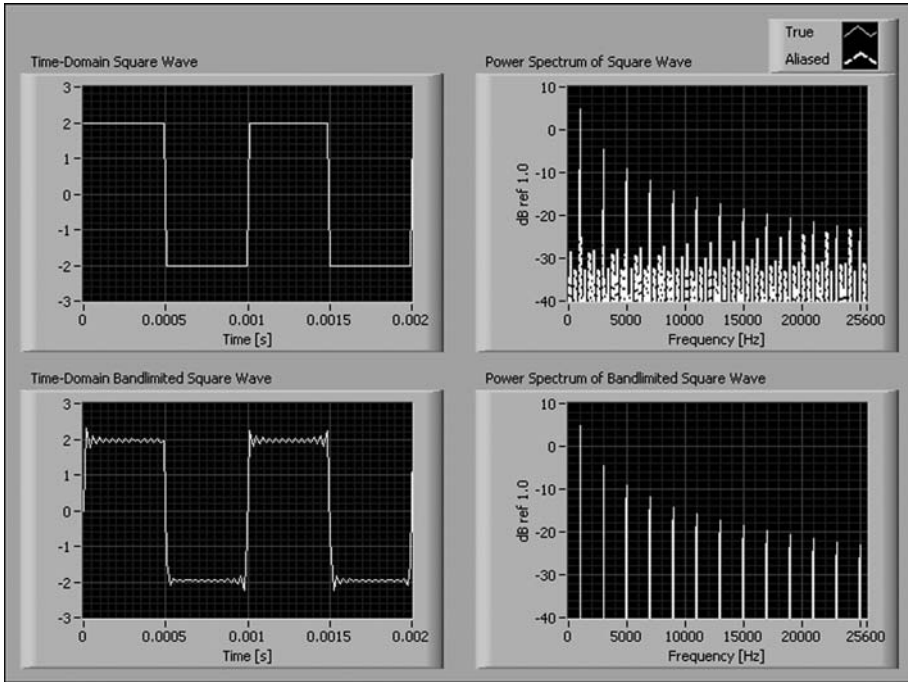 True
Aliased
Time-Domain Square Wave
3
2
1
0
-1
-2
-3
0 0.0005 0.001 0.0015 0.002
Time [s]
Power Spectrum of Square Wave
dB ref 1.0
10
0
-10
-20
-30
-40
0 5000 10000 15000 20000 25600
Frequency [Hz]
Time-Domain Bandlimited Square Wave
3
2
1
0
-1
-2
-3
0 0.0005 0.001 0.0015 0.002
Time [s]
Power Spectrum of Bandlimited Square Wave
dB ref 1.0
10
0
-10
-20
-30
-40
0 5000 10000 15000 20000 25600
Frequency [Hz]